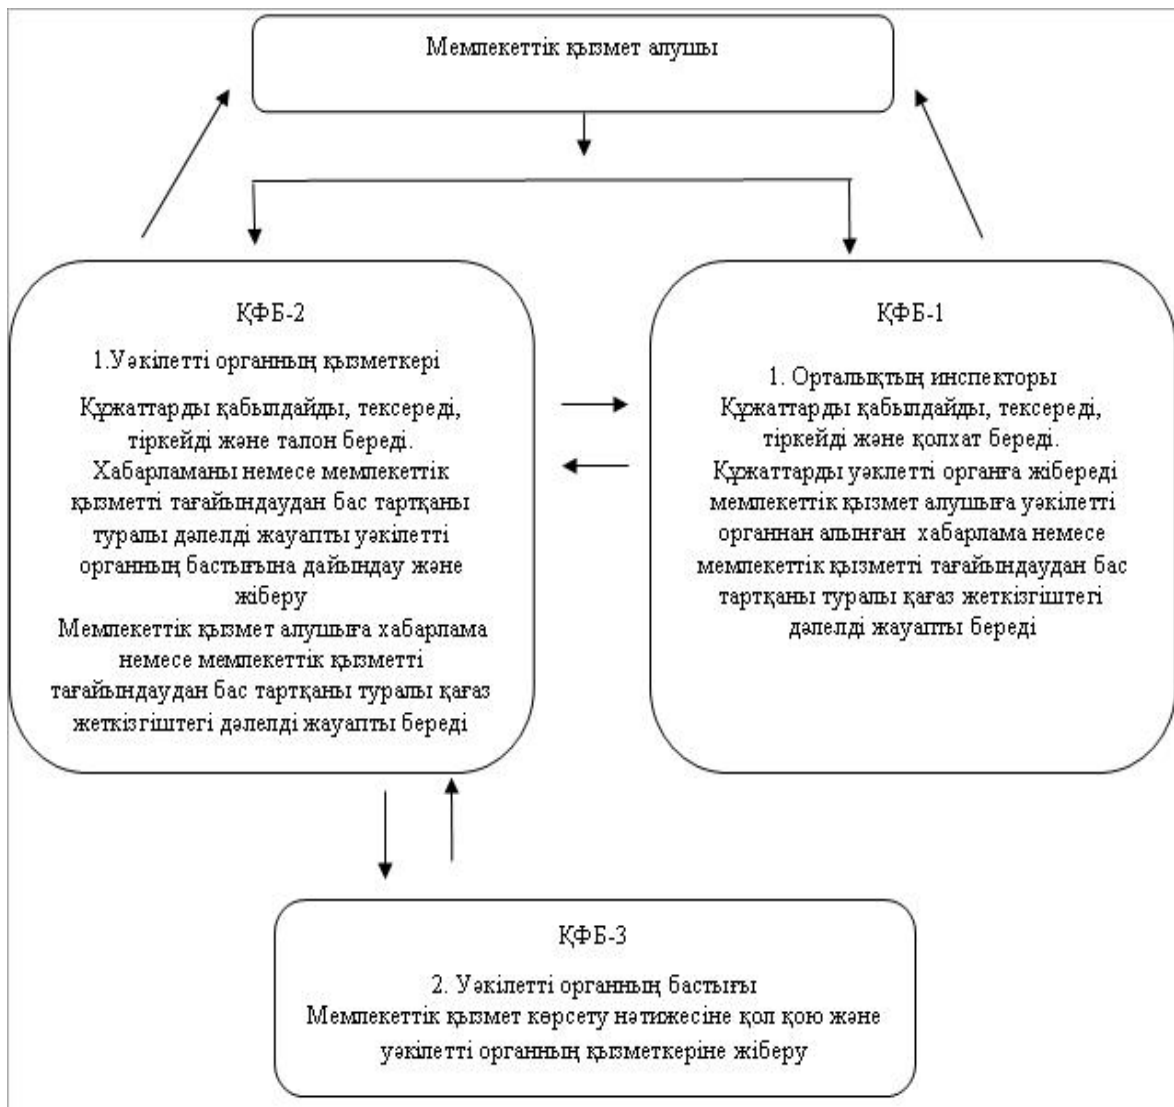 Мемлекеттік қызмет алушы
ҚФБ-2
1.Уәкілетті органның қызметкері
Құжаттарды қабылдайды, тексереді,
тіркейді және талон береді.
Хабарламаны немесе мемлекеттік
қызметті тағайындаудан бас тартқаны
туралы дәлелді жауапты уәкілетті
органның бастығына дайындау және
жіберу
Мемлекеттік қызмет алушыға хабарлама
немесе мемлекеттік қызметті
тағайындаудан бас тартқаны туралы қағаз
жеткізгіштегі дәлелді жауапты береді
ҚФБ-1
1. Орталықтың инспекторы
Құжаттарды қабылдайды, тексереді,
тіркейді және қолхат береді.
Құжаттарды уәклетті органға жібереді
мемлекеттік қызмет алушыға уәкілетті
органнан алынған хабарлама немесе
мемлекеттік қызметті тағайындаудан бас
тартқаны туралы қағаз жеткізгіштегі
дәлелді жауапты береді
ҚФБ-3
2. Уәкілетті органның бастығы
Мемлекеттік қызмет көрсету нәтижесіне қол қою және
уәкілетті органның қызметкеріне жіберу